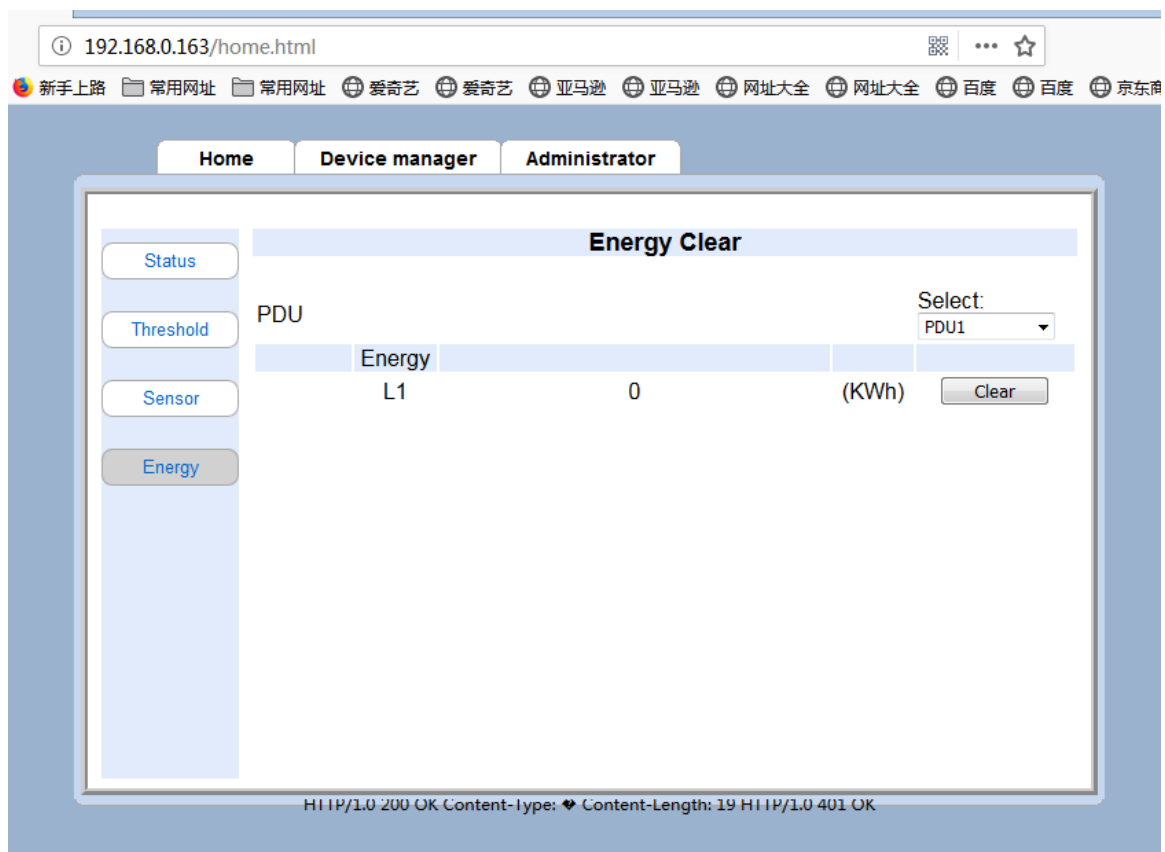 192.168.0.163/home.html
新手上路 常用网址 常用网址 爱奇艺 爱奇艺 亚马逊 亚马逊 网址大全 网址大全 百度 百度 京东商
Home Device manager Administrator
Energy Clear
Status
Select:
PDU
PDU1
Threshold
Energy
L1 0 (KWh) Clear
Sensor
Energy
HTTP/1.0 200 OK Content-Type: � Content-Length: 19 HTTP/1.0 401 OK